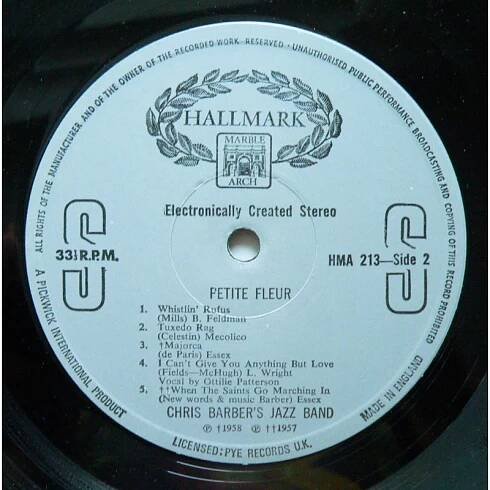 ALL RIGHTS OF THE MANUFACTURER AND OF THE OWNER OF THE RECORDED WORK RESERVED · UNAUTHORISED PUBLIC PERFORMANCE BROADCASTING AND COPYING OF THIS RECORD PROHIBITED
HALLMARK
MARBLE
ARCH
Electronically Created Stereo
S
S
33⅓ R.P.M.
HMA 213—Side 2
PETITE FLEUR
1. Whistlin' Rufus
(Mills) B. Feldman
2. Tuxedo Rag
(Celestin) Mecolico
3. †Majorca
(de Paris) Essex
4. I Can't Give You Anything But Love
(Fields—McHugh) L. Wright
Vocal by Ottilie Patterson
5. ††When The Saints Go Marching In
(New words & music Barber) Essex
CHRIS BARBER'S JAZZ BAND
℗ †1958 ℗ ††1957
A PICKWICK INTERNATIONAL PRODUCT
LICENSED: PYE RECORDS U.K.
MADE IN ENGLAND